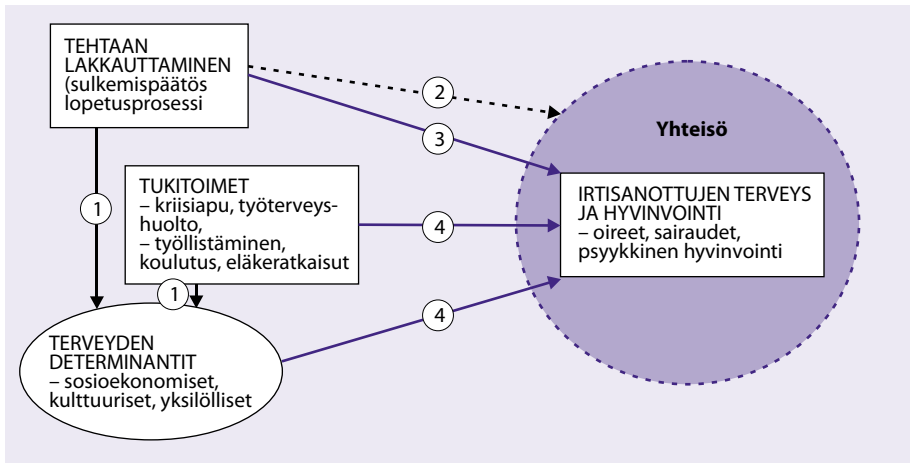 TEHTAAN
LAKKAUTTAMINEN
(sulkemispäätös
lopetusprosessi
2
3
Yhteisö
1
TUKITOIMET
– kriisiapu, työterveys-
huolto,
– työllistäminen,
koulutus, eläkeratkaisut
4
IRTISANOTTUJEN TERVEYS
JA HYVINVOINTI
– oireet, sairaudet,
psyykkinen hyvinvointi
1
4
TERVEYDEN
DETERMINANTIT
– sosioekonomiset,
kulttuuriset, yksilölliset